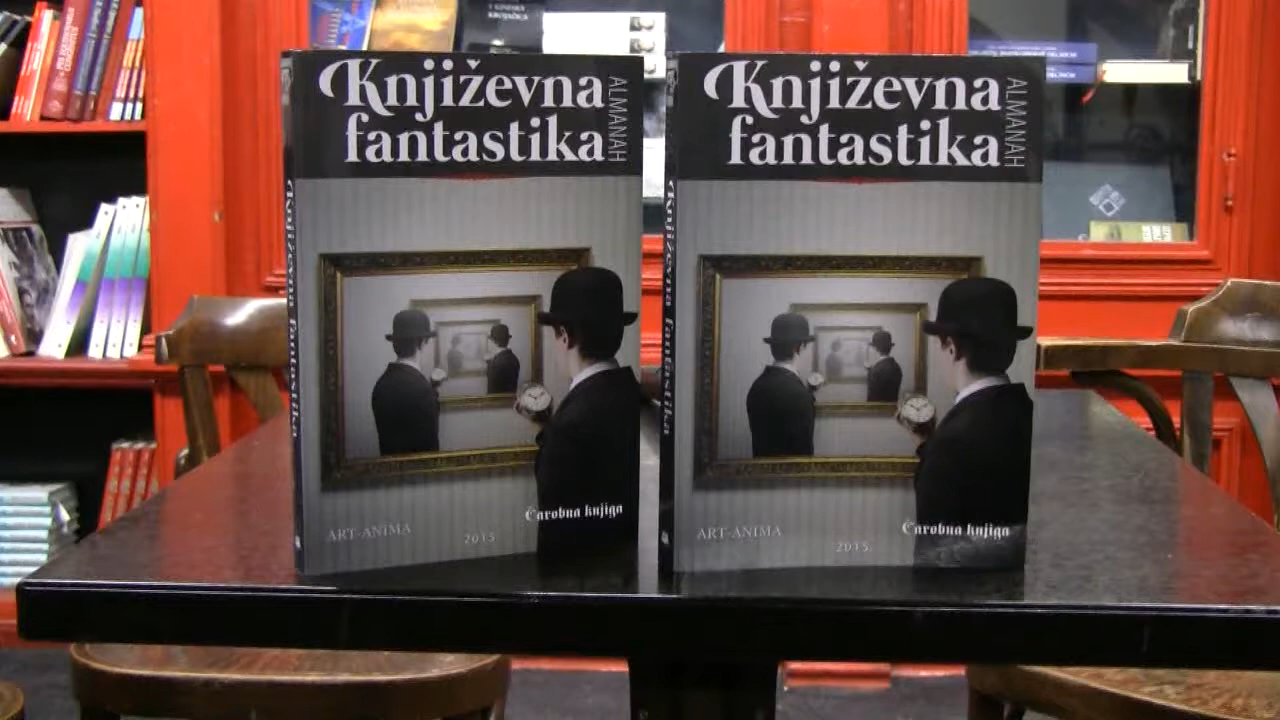 Književna
fantastika
ALMANAH
Književna fantastika
ART-ANIMA
2015
Čarobna knjiga
Književna
fantastika
ALMANAH
Književna fantastika
ART-ANIMA
2015.
Čarobna knjiga